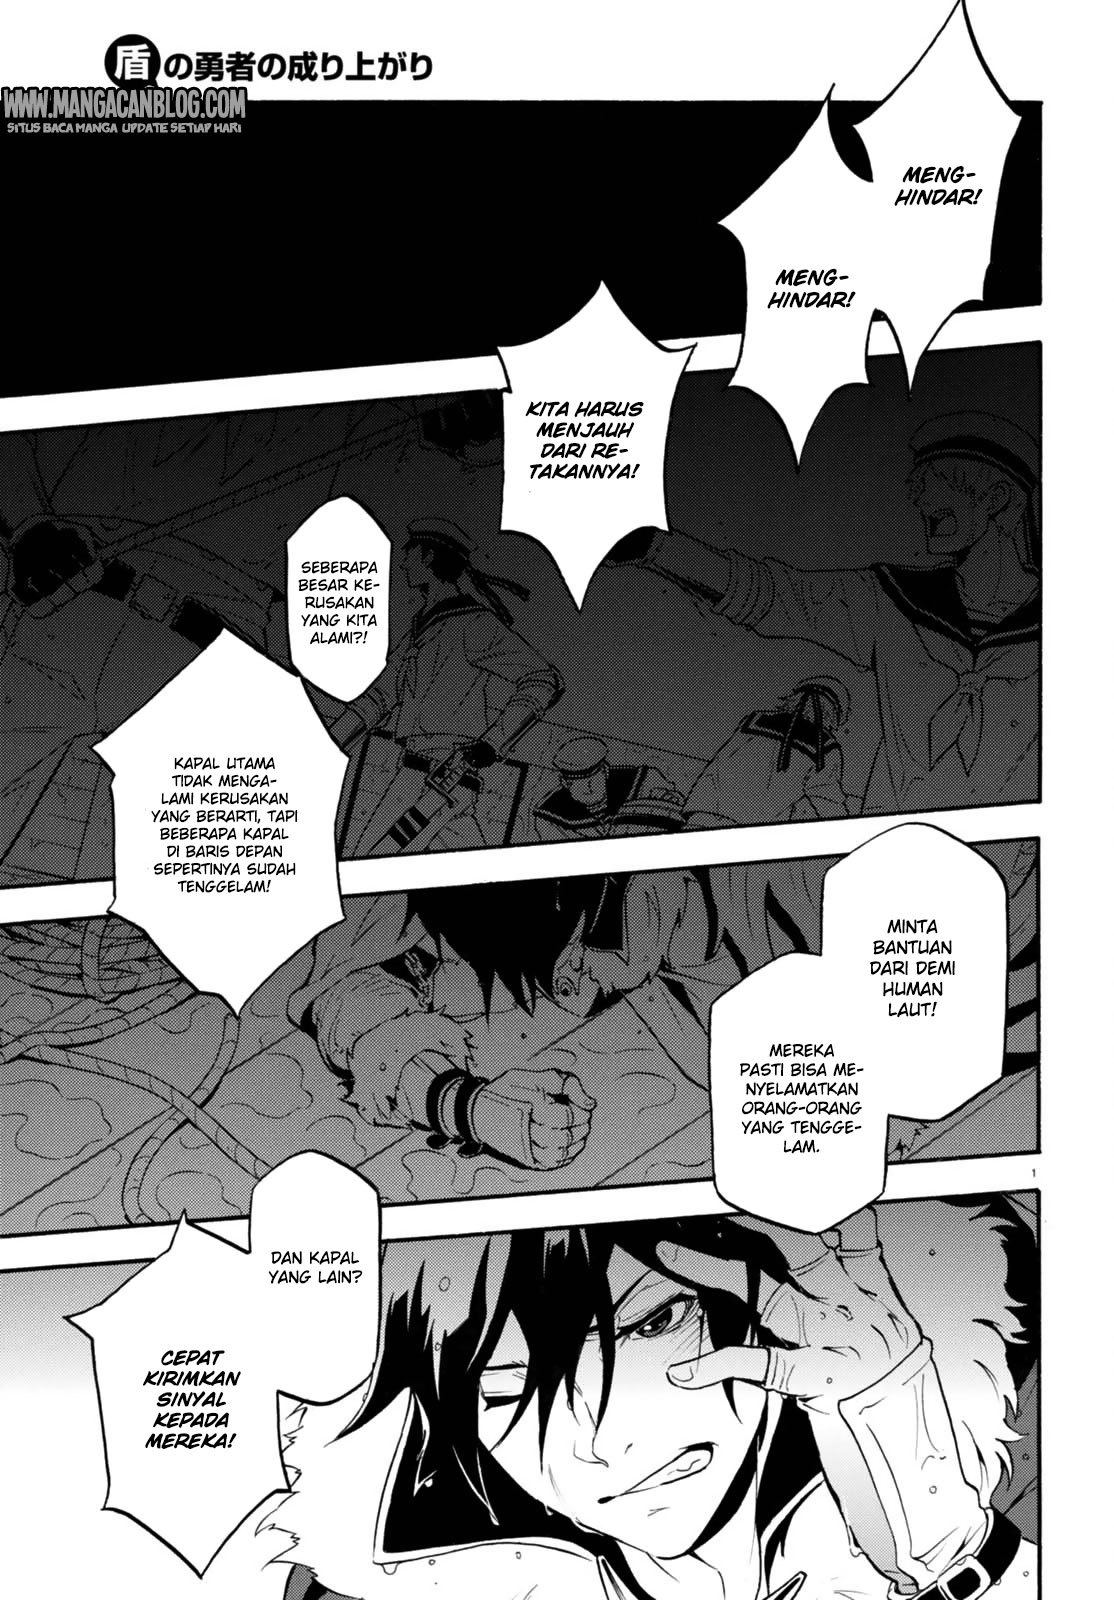 盾の勇者の成り上がり
WWW.MANGACANBLOG.COM
SITUS BACA MANGA UPDATE SETIAP HARI
MENG-
HINDAR!
MENG-
HINDAR!
KITA HARUS
MENJAUH
DARI RE-
TAKANNYA!
SEBERAPA
BESAR KE-
RUSAKAN
YANG KITA
ALAMI?!
KAPAL UTAMA
TIDAK MENGA-
LAMI KERUSAKAN
YANG BERARTI, TAPI
BEBERAPA KAPAL
DI BARIS DEPAN
SEPERTINYA SUDAH
TENGGELAM!
MINTA
BANTUAN
DARI DEMI
HUMAN
LAUT!
MEREKA
PASTI BISA ME-
NYELAMATKAN
ORANG-ORANG
YANG TENGGE-
LAM.
1
DAN KAPAL
YANG LAIN?
CEPAT
KIRIMKAN
SINYAL
KEPADA
MEREKA!